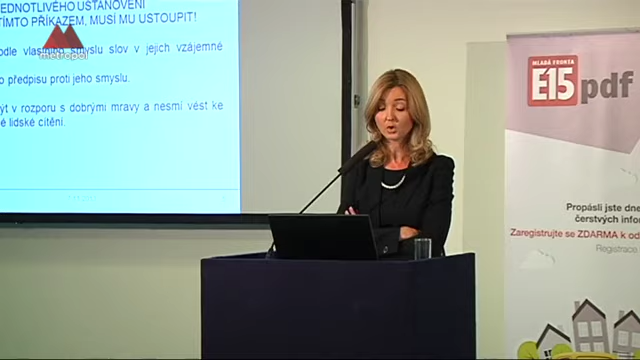 JEDNOTLIVÉHO USTANOVENÍ
TÍMTO PŘÍKAZEM, MUSÍ MU USTOUPIT!
odle vlastního smyslu slov v jejich vzájemné
o předpisu proti jeho smyslu.
ýt v rozporu s dobrými mravy a nesmí vést ke
é lidské cítění.
metropol
MLADÁ FRONTA
E15
pdf
Propásli jste dne
čerstvých infor
Zaregistrujte se ZDARMA k od
Registrace